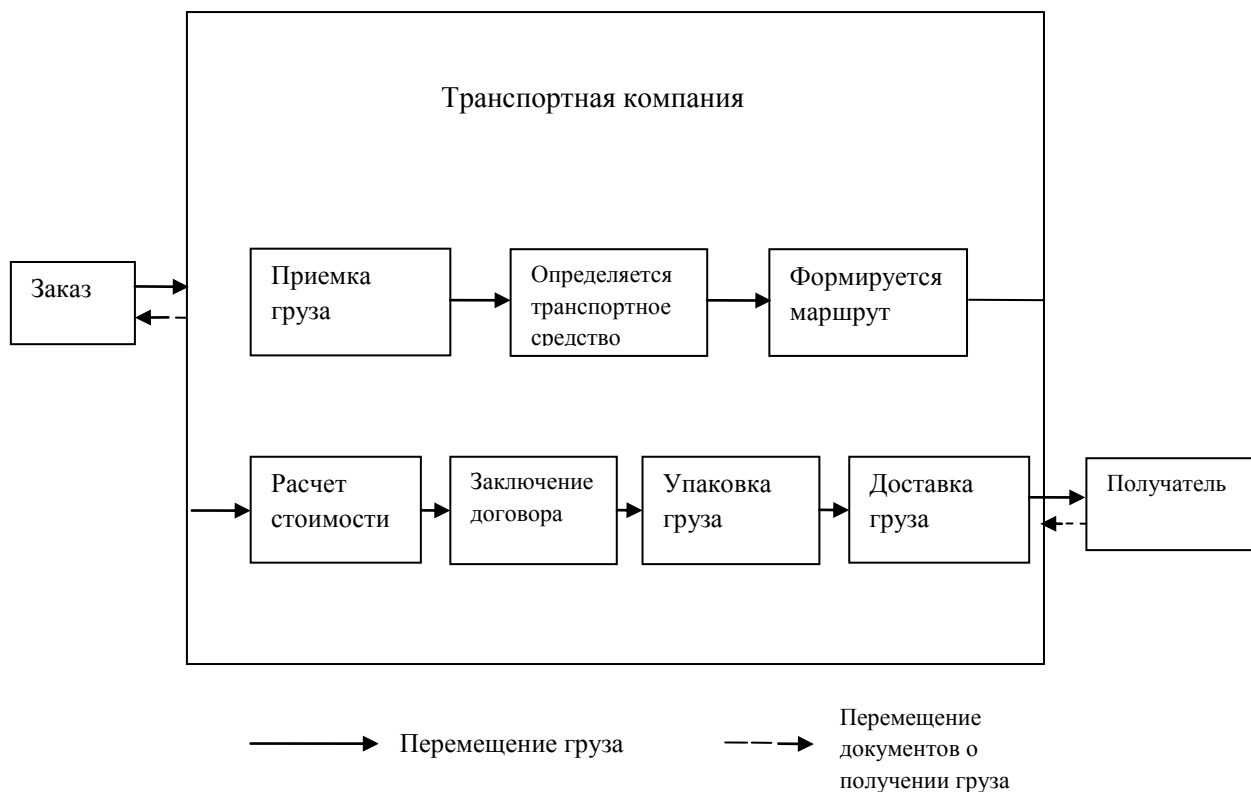 Транспортная компания
Заказ
Приемка
груза
Определяется
транспортное
средство
Формируется
маршрут
Расчет
стоимости
Заключение
договора
Упаковка
груза
Доставка
груза
Получатель
Перемещение груза
Перемещение
документов о
получении груза